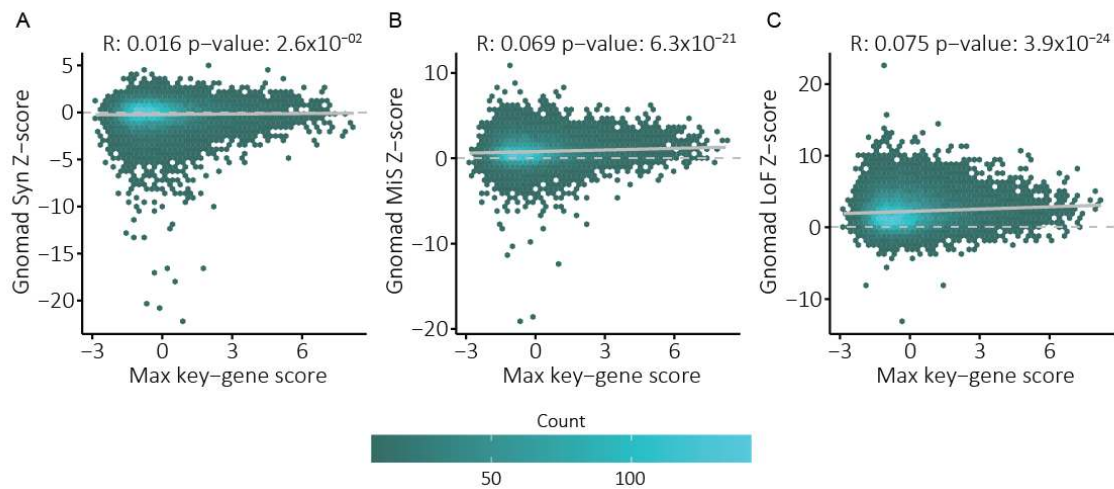 A
R: 0.016 p−value: 2.6x10⁻⁰²
5
0
−5
−10
−15
−20
Gnomad Syn Z−score
−3
0
3
6
Max key−gene score
B
R: 0.069 p−value: 6.3x10⁻²¹
10
0
−10
−20
Gnomad MiS Z−score
−3
0
3
6
Max key−gene score
C
R: 0.075 p−value: 3.9x10⁻²⁴
20
10
0
−10
Gnomad LoF Z−score
−3
0
3
6
Max key−gene score
Count
50
100